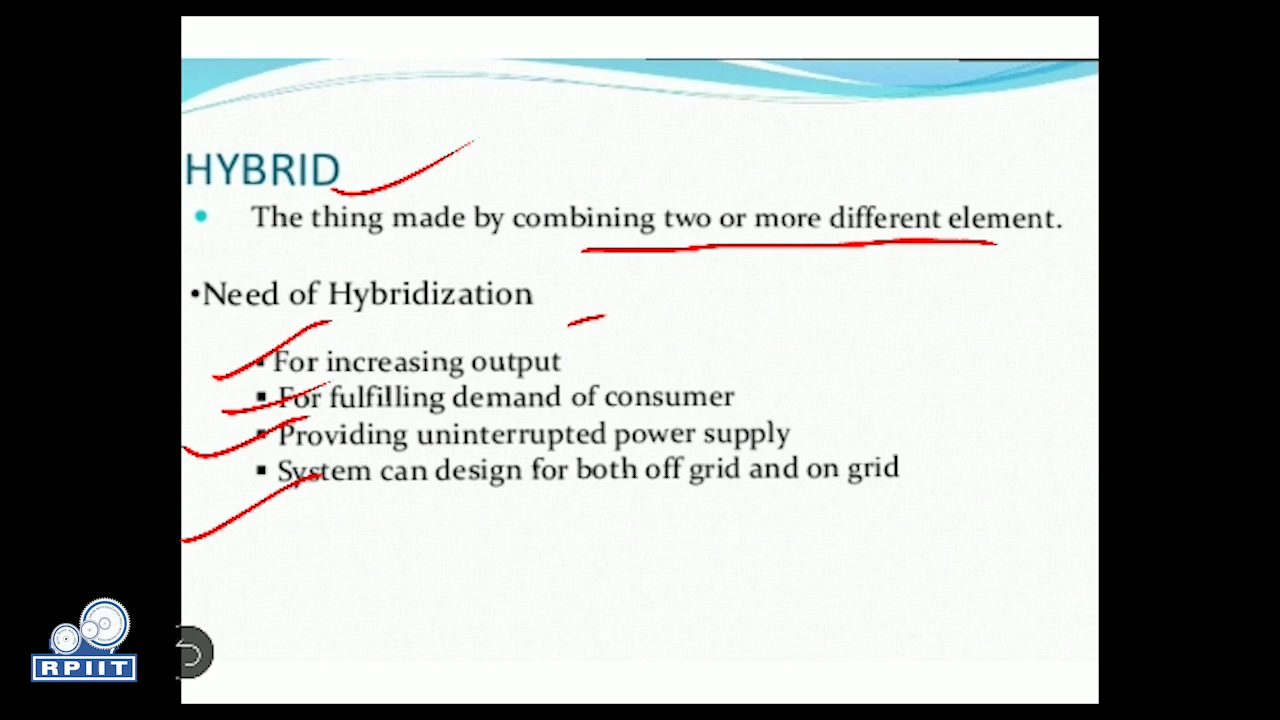 HYBRID
• The thing made by combining two or more different element.
•Need of Hybridization
▪ For increasing output
▪ For fulfilling demand of consumer
▪ Providing uninterrupted power supply
▪ System can design for both off grid and on grid
RPIIT